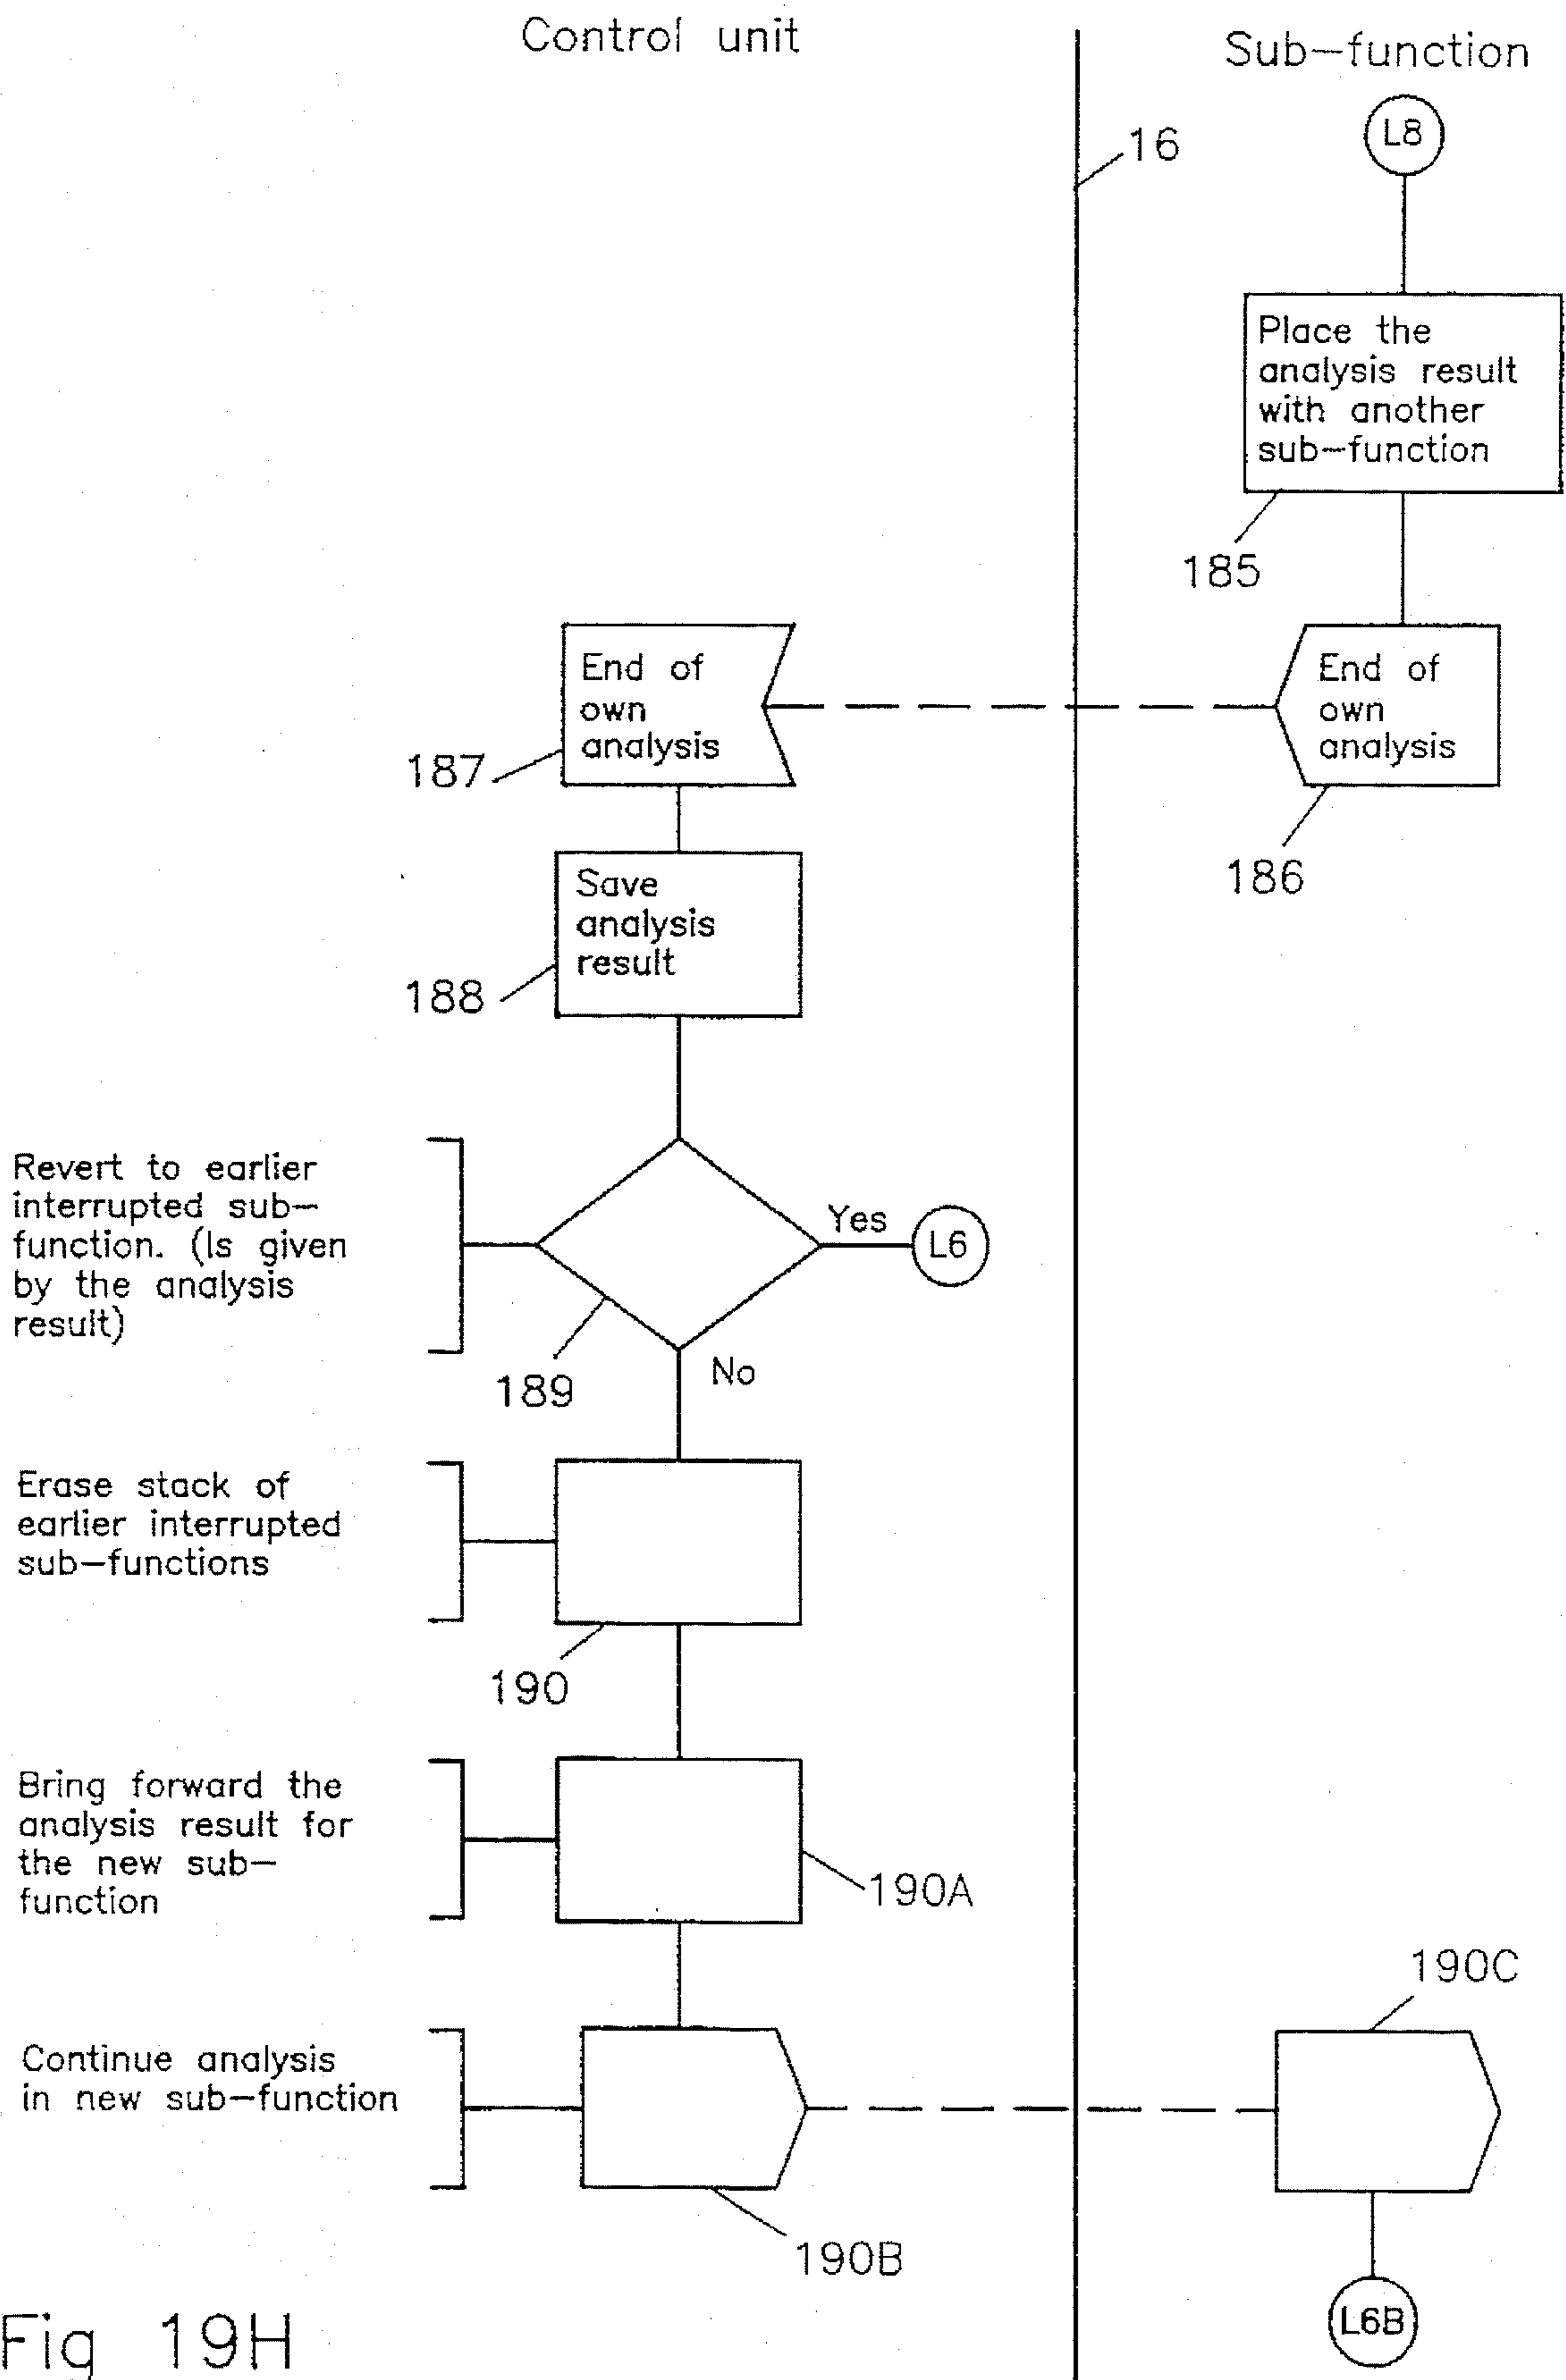 Control unit
Sub-function
L8
16
Place the
analysis result
with another
sub-function
185
End of
own
analysis
187
End of
own
analysis
186
Save
analysis
result
188
Revert to earlier
interrupted sub-
function. (Is given
by the analysis
result)
Yes
L6
189
No
Erase stack of
earlier interrupted
sub-functions
190
Bring forward the
analysis result for
the new sub-
function
190A
190C
Continue analysis
in new sub-function
190B
L6B
Fig 19H